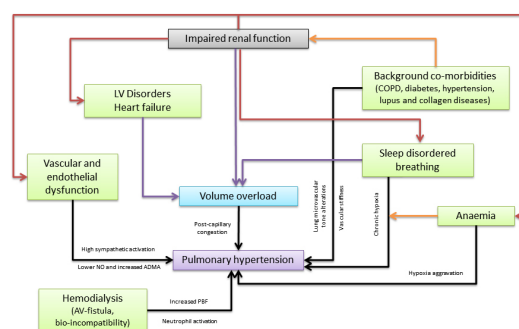 Impaired renal function
Background co-morbidities
(COPD, diabetes, hypertension,
lupus and collagen diseases)
LV Disorders
Heart failure
Vascular and
endothelial
dysfunction
Sleep disordered
breathing
Volume overload
Lung microvascular
tone alterations
Vascular stiffness
Chronic hypoxia
Anaemia
Post-capillary
congestion
High sympathetic activation
Lower NO and increased ADMA
Pulmonary hypertension
Hypoxia aggravation
Hemodialysis
(AV-fistula,
bio-incompatibility)
Increased PBF
Neutrophil activation